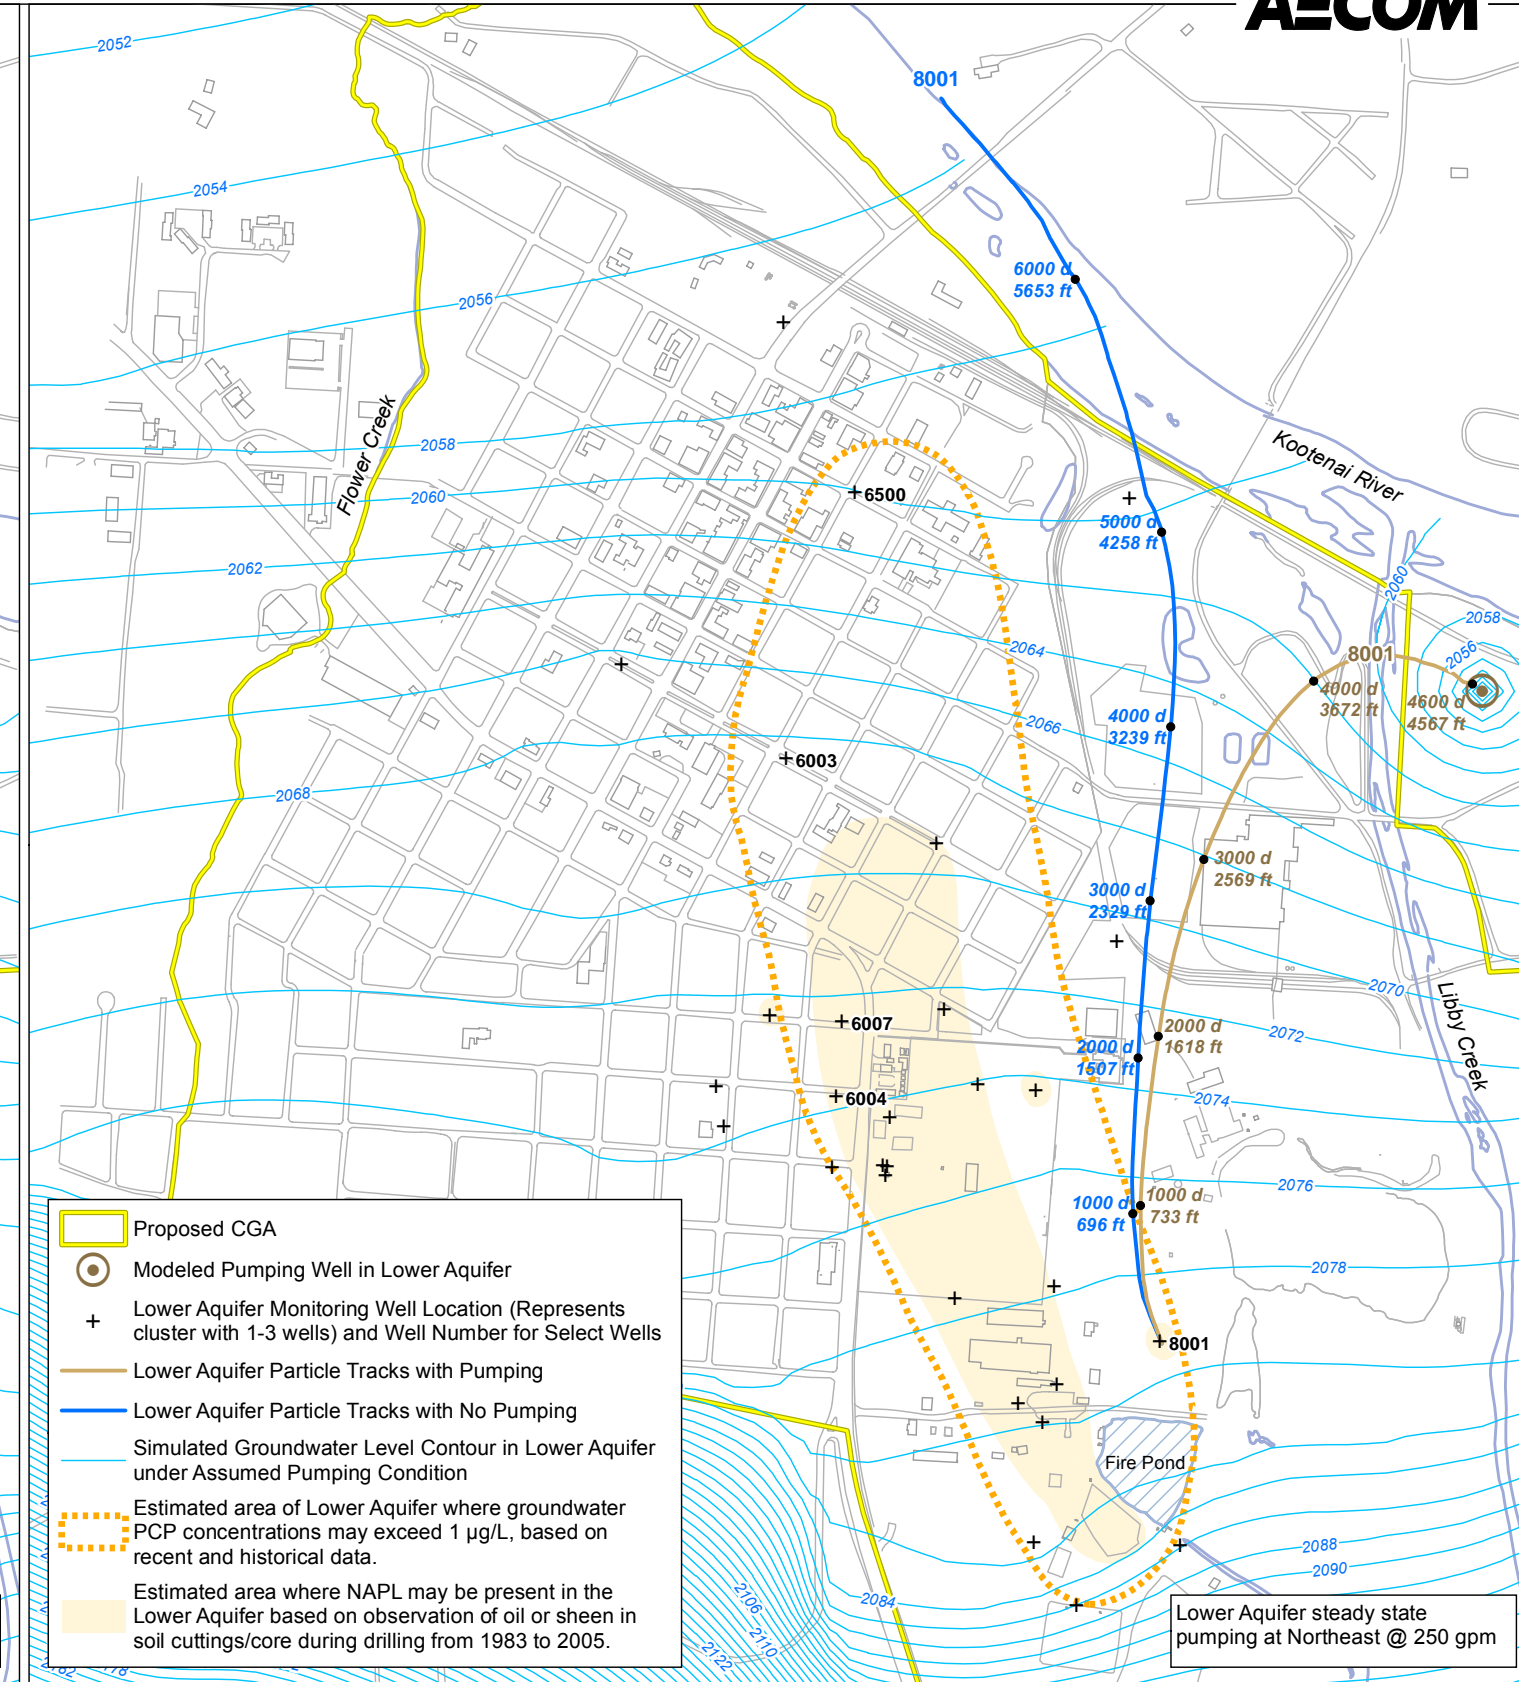 AECOM
2052
8001
2054
6000 d
5653 ft
2056
Flower Creek
2058
Kootenai River
2060
6500
5000 d
4258 ft
2062
2060
2058
2056
2064
8001
4000 d
3672 ft
4600 d
4567 ft
2066
4000 d
3239 ft
6003
2068
3000 d
2569 ft
3000 d
2329 ft
2070
Libby Creek
6007
2000 d
1618 ft
2072
2000 d
1507 ft
6004
2074
2076
1000 d
733 ft
1000 d
696 ft
2078
8001
Fire Pond
2088
2090
2084
2106
2110
2122
Proposed CGA
Modeled Pumping Well in Lower Aquifer
Lower Aquifer Monitoring Well Location (Represents
cluster with 1-3 wells) and Well Number for Select Wells
Lower Aquifer Particle Tracks with Pumping
Lower Aquifer Particle Tracks with No Pumping
Simulated Groundwater Level Contour in Lower Aquifer
under Assumed Pumping Condition
Estimated area of Lower Aquifer where groundwater
PCP concentrations may exceed 1 µg/L, based on
recent and historical data.
Estimated area where NAPL may be present in the
Lower Aquifer based on observation of oil or sheen in
soil cuttings/core during drilling from 1983 to 2005.
Lower Aquifer steady state
pumping at Northeast @ 250 gpm